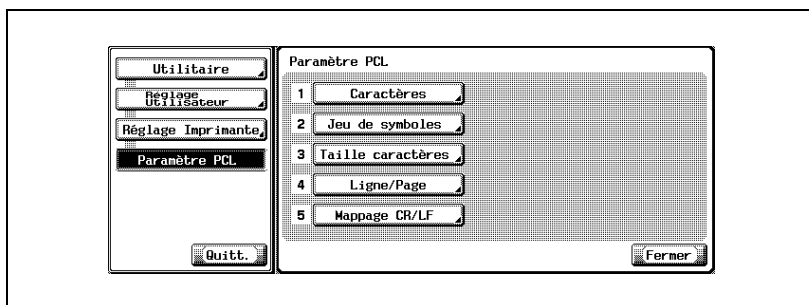 Utilitaire
Réglage
Utilisateur
Réglage Imprimante
Paramètre PCL
Quitt.
Paramètre PCL
1 Caractères
2 Jeu de symboles
3 Taille caractères
4 Ligne/Page
5 Mappage CR/LF
Fermer